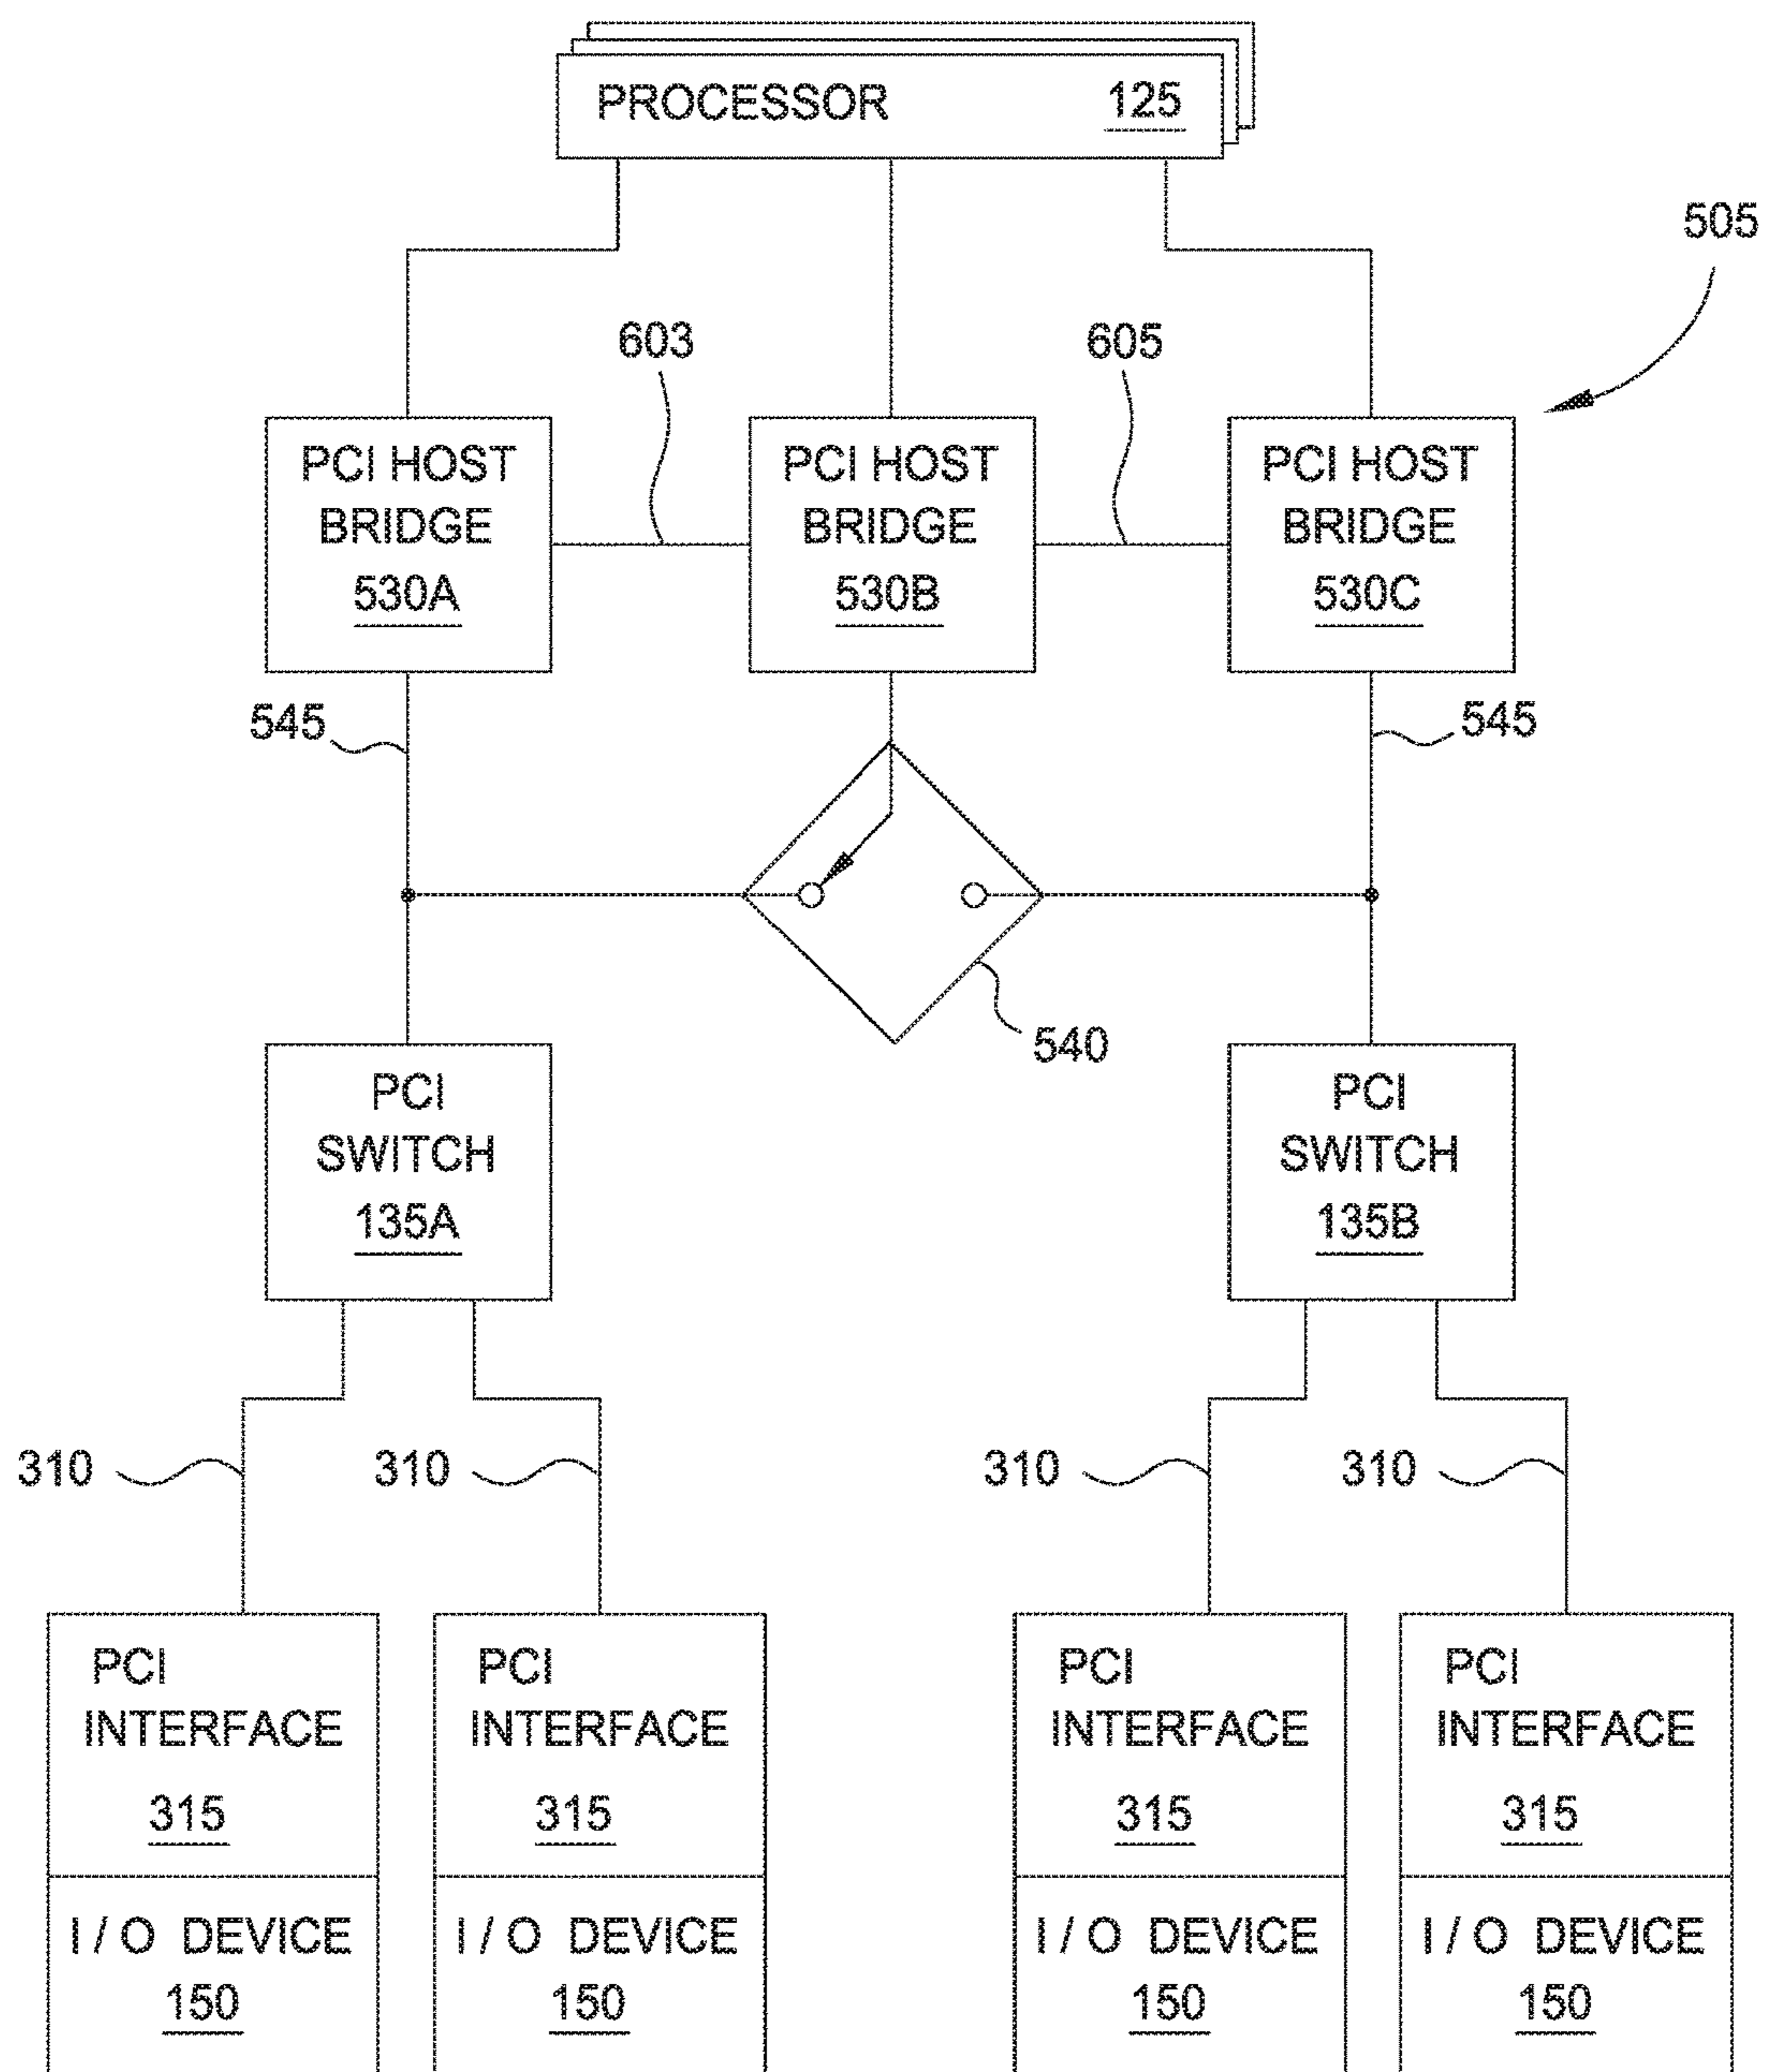 PROCESSOR 125
505
603 605
PCI HOST
BRIDGE
530A
PCI HOST
BRIDGE
530B
PCI HOST
BRIDGE
530C
545 545
540
PCI
SWITCH
135A
PCI
SWITCH
135B
310 310 310 310
PCI
INTERFACE
315
I / O DEVICE
150
PCI
INTERFACE
315
I / O DEVICE
150
PCI
INTERFACE
315
I / O DEVICE
150
PCI
INTERFACE
315
I / O DEVICE
150